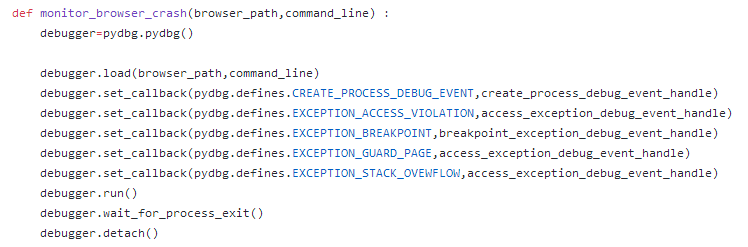 def monitor_browser_crash(browser_path,command_line) :
debugger=pydbg.pydbg()
debugger.load(browser_path,command_line)
debugger.set_callback(pydbg.defines.CREATE_PROCESS_DEBUG_EVENT,create_process_debug_event_handle)
debugger.set_callback(pydbg.defines.EXCEPTION_ACCESS_VIOLATION,access_exception_debug_event_handle)
debugger.set_callback(pydbg.defines.EXCEPTION_BREAKPOINT,breakpoint_exception_debug_event_handle)
debugger.set_callback(pydbg.defines.EXCEPTION_GUARD_PAGE,access_exception_debug_event_handle)
debugger.set_callback(pydbg.defines.EXCEPTION_STACK_OVEWFLOW,access_exception_debug_event_handle)
debugger.run()
debugger.wait_for_process_exit()
debugger.detach()